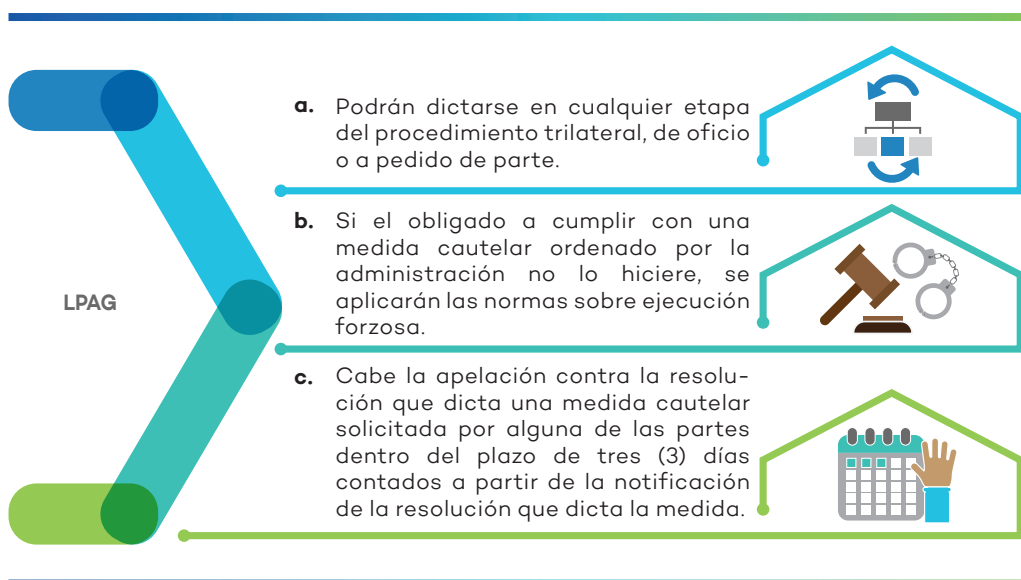 LPAG
a. Podrán dictarse en cualquier etapa
del procedimiento trilateral, de oficio
o a pedido de parte.
b. Si el obligado a cumplir con una
medida cautelar ordenado por la
administración no lo hiciere, se
aplicarán las normas sobre ejecución
forzosa.
c. Cabe la apelación contra la resolu-
ción que dicta una medida cautelar
solicitada por alguna de las partes
dentro del plazo de tres (3) días
contados a partir de la notificación
de la resolución que dicta la medida.